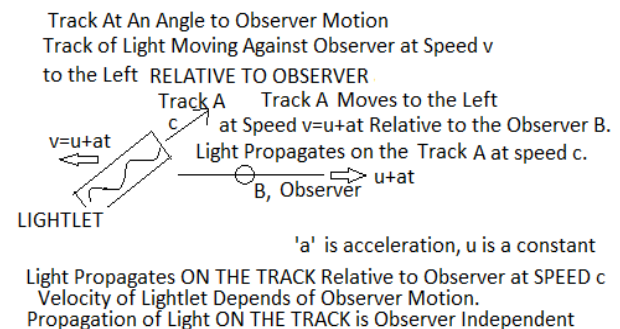 Track At An Angle to Observer Motion
Track of Light Moving Against Observer at Speed v
to the Left RELATIVE TO OBSERVER
Track A Track A Moves to the Left
c at Speed v=u+at Relative to the Observer B.
v=u+at
Light Propagates on the Track A at speed c.
u+at
B, Observer
LIGHTLET
'a' is acceleration, u is a constant
Light Propagates ON THE TRACK Relative to Observer at SPEED c
Velocity of Lightlet Depends of Observer Motion.
Propagation of Light ON THE TRACK is Observer Independent